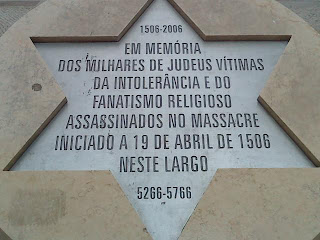 1506-2006
EM MEMÓRIA
DOS MILHARES DE JUDEUS VÍTIMAS
DA INTOLERÂNCIA E DO
FANATISMO RELIGIOSO
ASSASSINADOS NO MASSACRE
INICIADO A 19 DE ABRIL DE 1506
NESTE LARGO
5266-5766